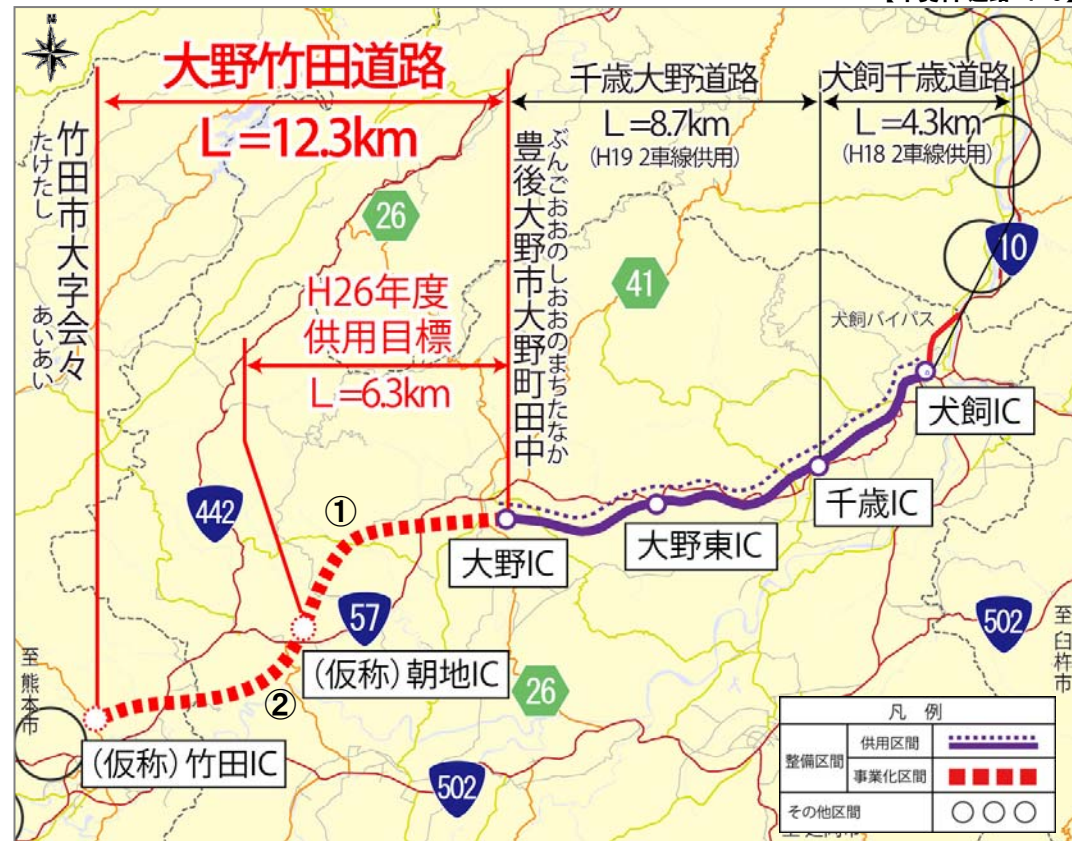 N
大野竹田道路
L=12.3km
千歳大野道路
L=8.7km
(H19 2車線供用)
犬飼千歳道路
L=4.3km
(H18 2車線供用)
竹田市大字会々
たけたし
あいあい
豊後大野市大野町田中
ぶんごおおのしおおのまちたなか
26
41
10
H26年度
供用目標
L=6.3km
犬飼バイパス
犬飼IC
千歳IC
大野東IC
大野IC
442
①
57
(仮称)朝地IC
②
(仮称)竹田IC
26
502
502
至熊本市
至臼杵市
凡 例
整備区間
供用区間
事業化区間
その他区間